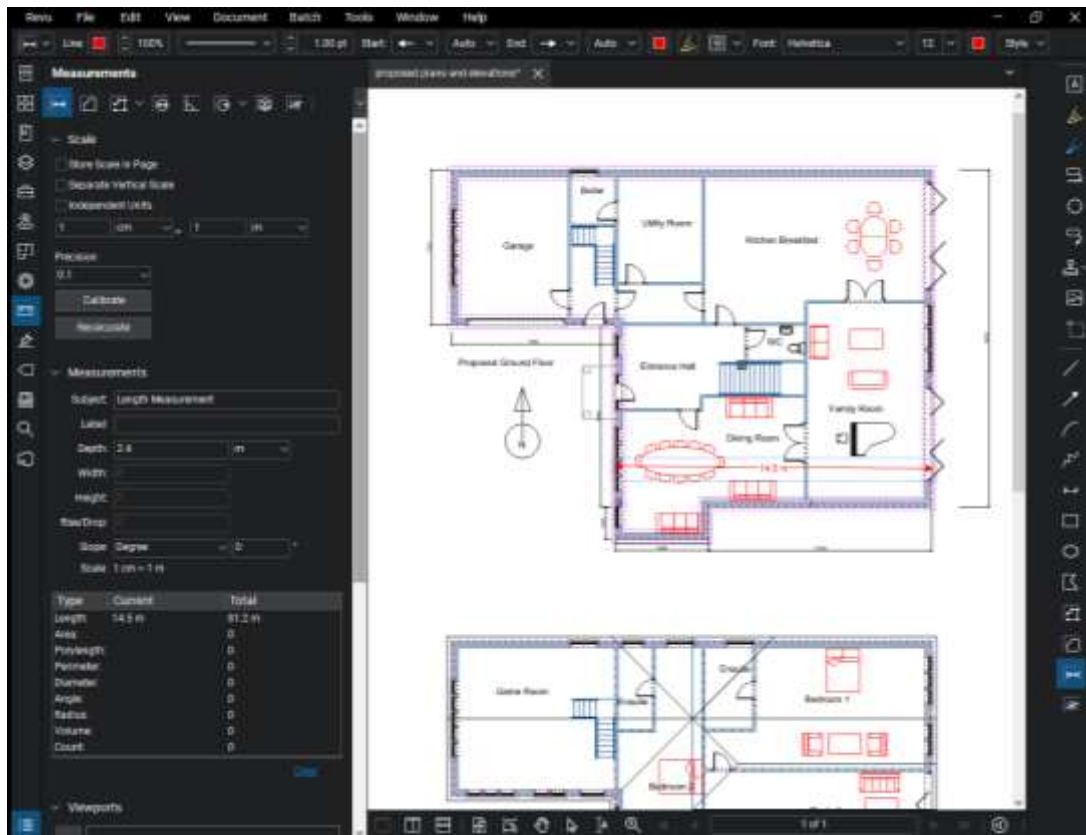 Revu File Edit View Document Batch Tools Window Help
Line 100% 1.00 pt Start: Auto End: Auto Font: Helvetica 12 Style
Measurements
proposed plans and elevations*
Scale
Store Scale in Page
Separate Vertical Scale
Independent Units
1 cm = 1 m
Precision
0.1
Calibrate
Recalculate
Measurements
Subject: Length Measurement
Label:
Depth: 2.4 m
Width:
Height:
Rise/Drop:
Slope: Degree 0 °
Scale: 1 cm = 1 m
Type Current Total
Length: 14.5 m
Area: 0
Polylength: 0
Perimeter: 0
Diameter: 0
Angle: 0
Radius: 0
Volume: 0
Count: 0
Clear
Viewports
Boiler
Garage
Utility Room
Kitchen Breakfast
Proposed Ground Floor
N
Entrance Hall
WC
Family Room
Dining Room
14.5 m
Game Room
Ensuite
Ensuite
Bedroom 1
Bedroom
1 of 1